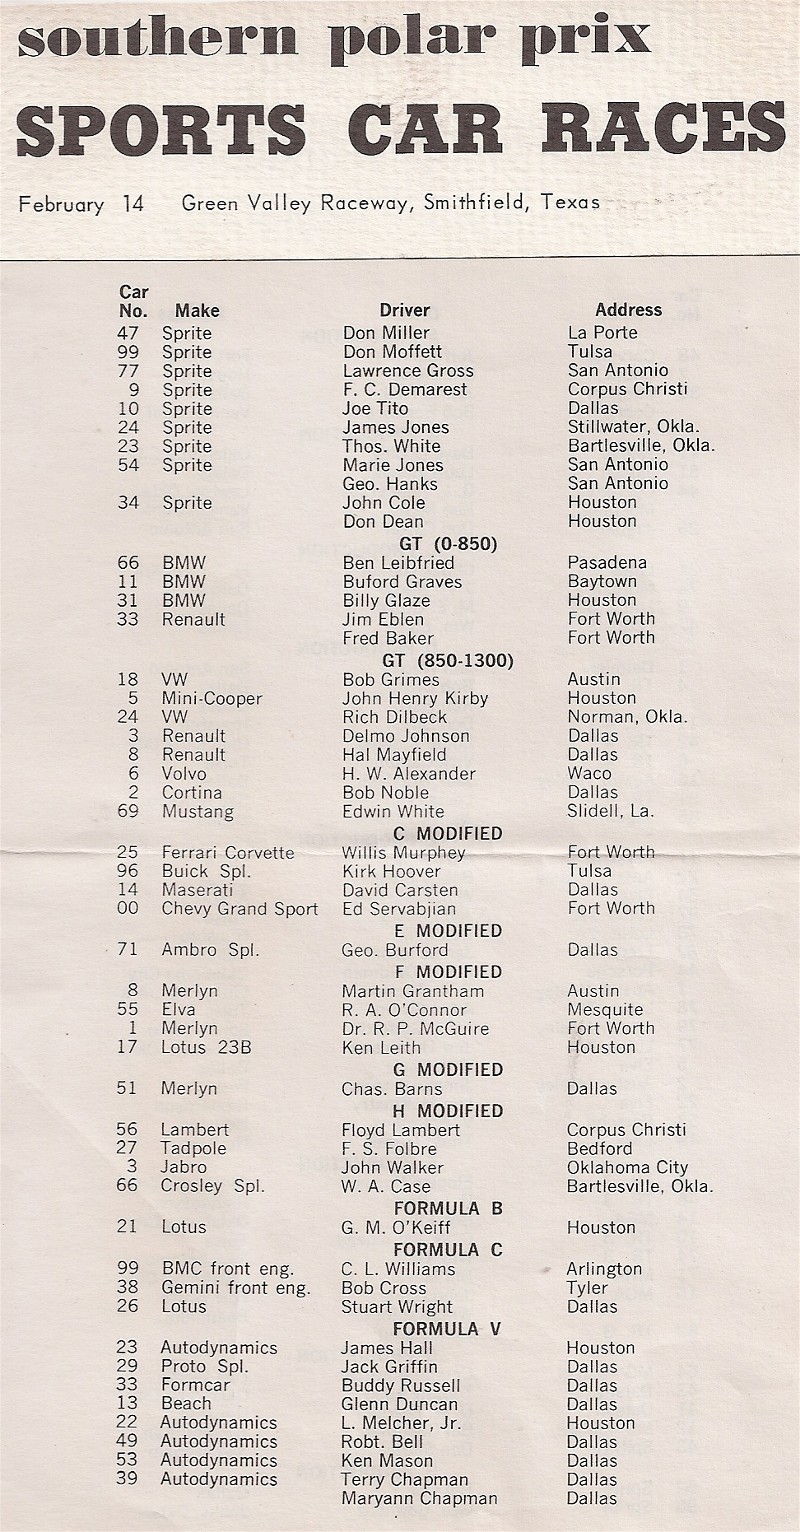 southern polar prix
SPORTS CAR RACES
February 14 Green Valley Raceway, Smithfield, Texas
Car
No. Make Driver Address
47 Sprite Don Miller La Porte
99 Sprite Don Moffett Tulsa
77 Sprite Lawrence Gross San Antonio
9 Sprite F. C. Demarest Corpus Christi
10 Sprite Joe Tito Dallas
24 Sprite James Jones Stillwater, Okla.
23 Sprite Thos. White Bartlesville, Okla.
54 Sprite Marie Jones San Antonio
Geo. Hanks San Antonio
34 Sprite John Cole Houston
Don Dean Houston
GT (0-850)
66 BMW Ben Leibfried Pasadena
11 BMW Buford Graves Baytown
31 BMW Billy Glaze Houston
33 Renault Jim Eblen Fort Worth
Fred Baker Fort Worth
GT (850-1300)
18 VW Bob Grimes Austin
5 Mini-Cooper John Henry Kirby Houston
24 VW Rich Dilbeck Norman, Okla.
3 Renault Delmo Johnson Dallas
8 Renault Hal Mayfield Dallas
6 Volvo H. W. Alexander Waco
2 Cortina Bob Noble Dallas
69 Mustang Edwin White Slidell, La.
C MODIFIED
25 Ferrari Corvette Willis Murphey Fort Worth
96 Buick Spl. Kirk Hoover Tulsa
14 Maserati David Carsten Dallas
00 Chevy Grand Sport Ed Servabjian Fort Worth
E MODIFIED
71 Ambro Spl. Geo. Burford Dallas
F MODIFIED
8 Merlyn Martin Grantham Austin
55 Elva R. A. O'Connor Mesquite
1 Merlyn Dr. R. P. McGuire Fort Worth
17 Lotus 23B Ken Leith Houston
G MODIFIED
51 Merlyn Chas. Barns Dallas
H MODIFIED
56 Lambert Floyd Lambert Corpus Christi
27 Tadpole F. S. Folbre Bedford
3 Jabro John Walker Oklahoma City
66 Crosley Spl. W. A. Case Bartlesville, Okla.
FORMULA B
21 Lotus G. M. O'Keiff Houston
FORMULA C
99 BMC front eng. C. L. Williams Arlington
38 Gemini front eng. Bob Cross Tyler
26 Lotus Stuart Wright Dallas
FORMULA V
23 Autodynamics James Hall Houston
29 Proto Spl. Jack Griffin Dallas
33 Formcar Buddy Russell Dallas
13 Beach Glenn Duncan Dallas
22 Autodynamics L. Melcher, Jr. Houston
49 Autodynamics Robt. Bell Dallas
53 Autodynamics Ken Mason Dallas
39 Autodynamics Terry Chapman Dallas
Maryann Chapman Dallas